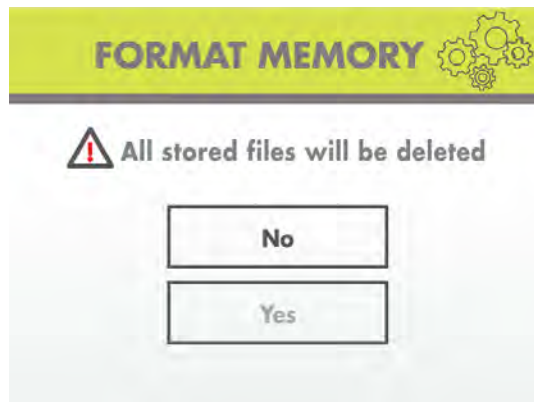 FORMAT MEMORY
All stored files will be deleted
No
Yes